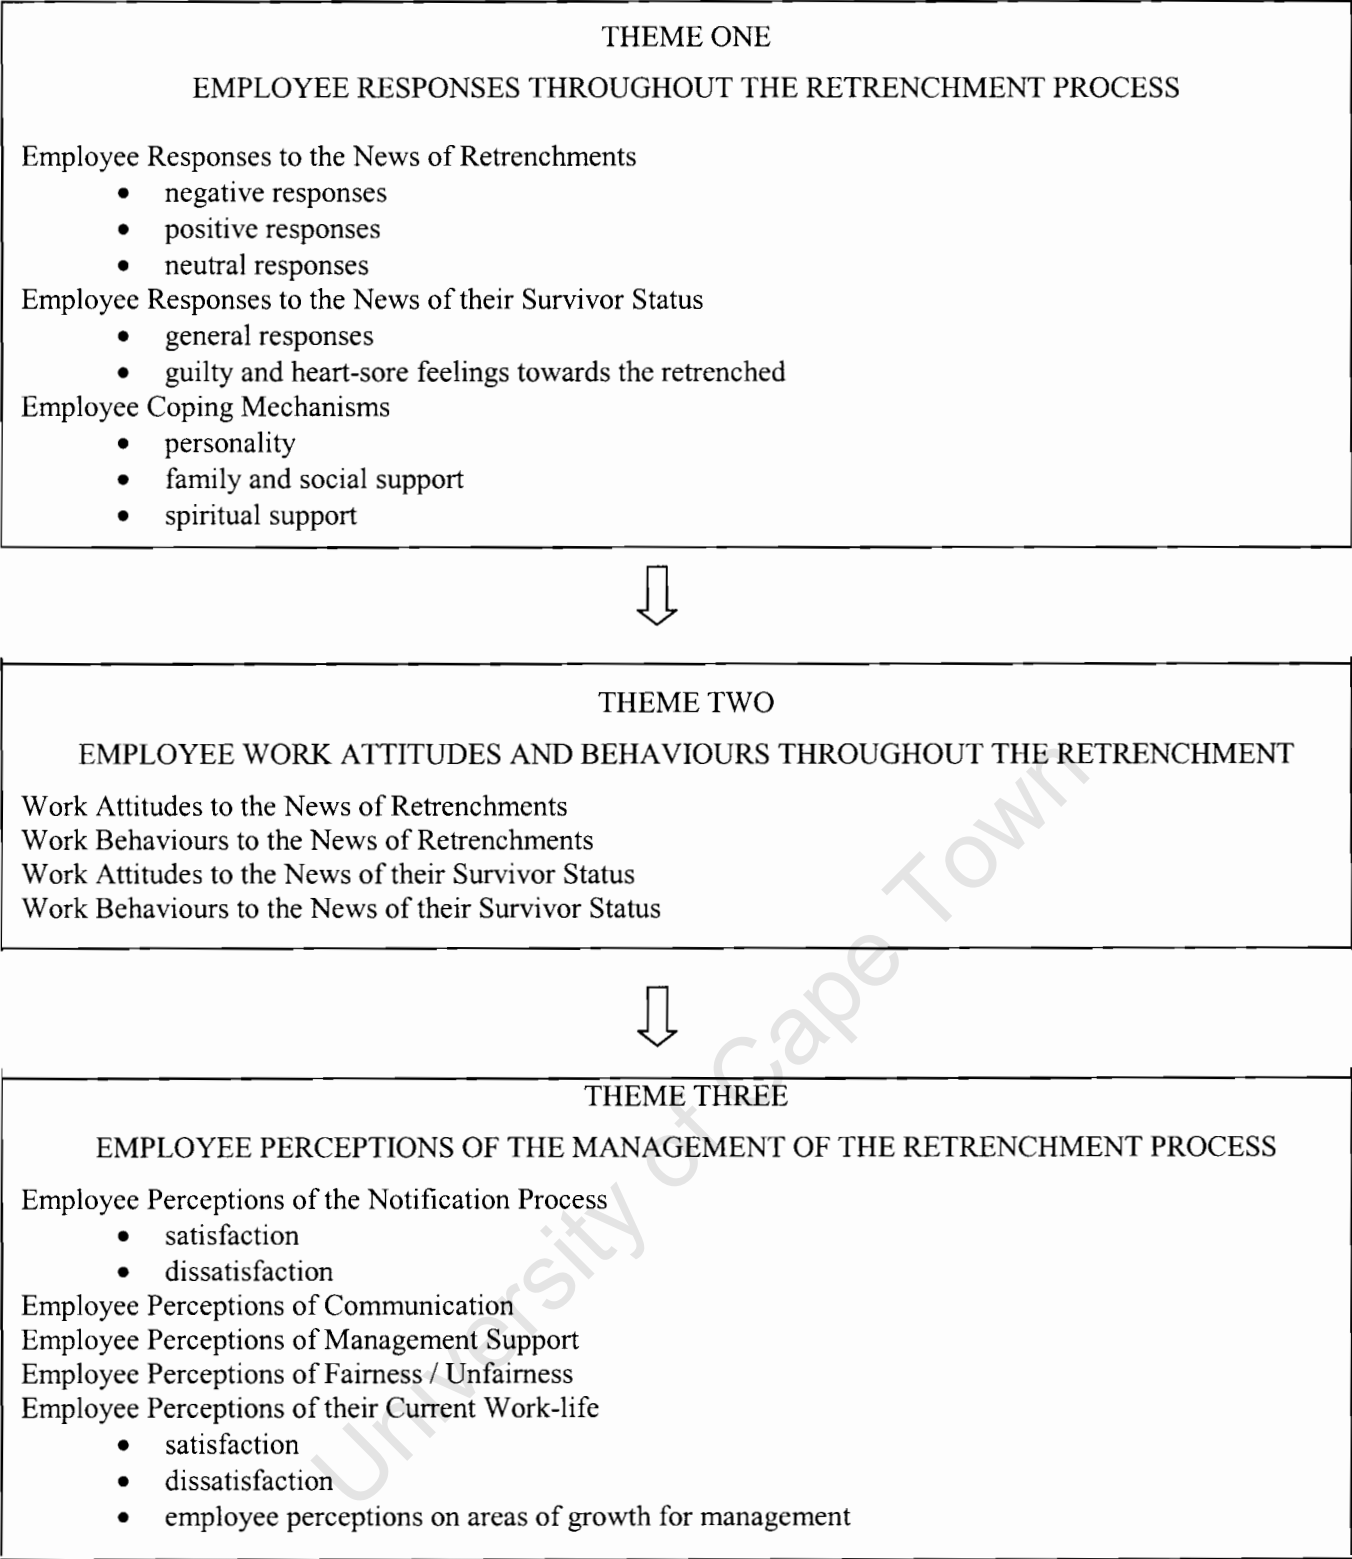 THEME ONE
EMPLOYEE RESPONSES THROUGHOUT THE RETRENCHMENT PROCESS
Employee Responses to the News of Retrenchments
• negative responses
• positive responses
• neutral responses
Employee Responses to the News of their Survivor Status
• general responses
• guilty and heart-sore feelings towards the retrenched
Employee Coping Mechanisms
• personality
• family and social support
• spiritual support
THEME TWO
EMPLOYEE WORK ATTITUDES AND BEHAVIOURS THROUGHOUT THE RETRENCHMENT
Work Attitudes to the News of Retrenchments
Work Behaviours to the News of Retrenchments
Work Attitudes to the News of their Survivor Status
Work Behaviours to the News of their Survivor Status
THEME THREE
EMPLOYEE PERCEPTIONS OF THE MANAGEMENT OF THE RETRENCHMENT PROCESS
Employee Perceptions of the Notification Process
• satisfaction
• dissatisfaction
Employee Perceptions of Communication
Employee Perceptions of Management Support
Employee Perceptions of Fairness / Unfairness
Employee Perceptions of their Current Work-life
• satisfaction
• dissatisfaction
• employee perceptions on areas of growth for management
University of Cape Town